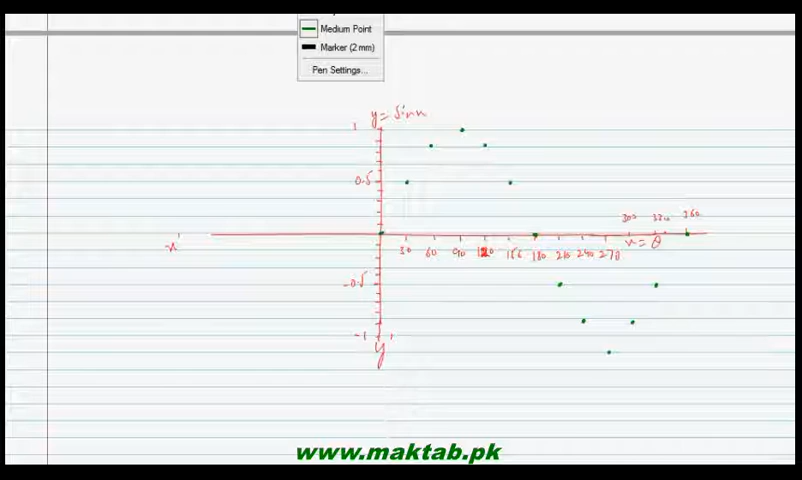 Medium Point
Marker (2 mm)
Pen Settings...
y = Sinx
1
0.5
300 330 360
x'
30 60 90 120 150 180 210 240 270
x = θ
-0.5
-1
y'
www.maktab.pk